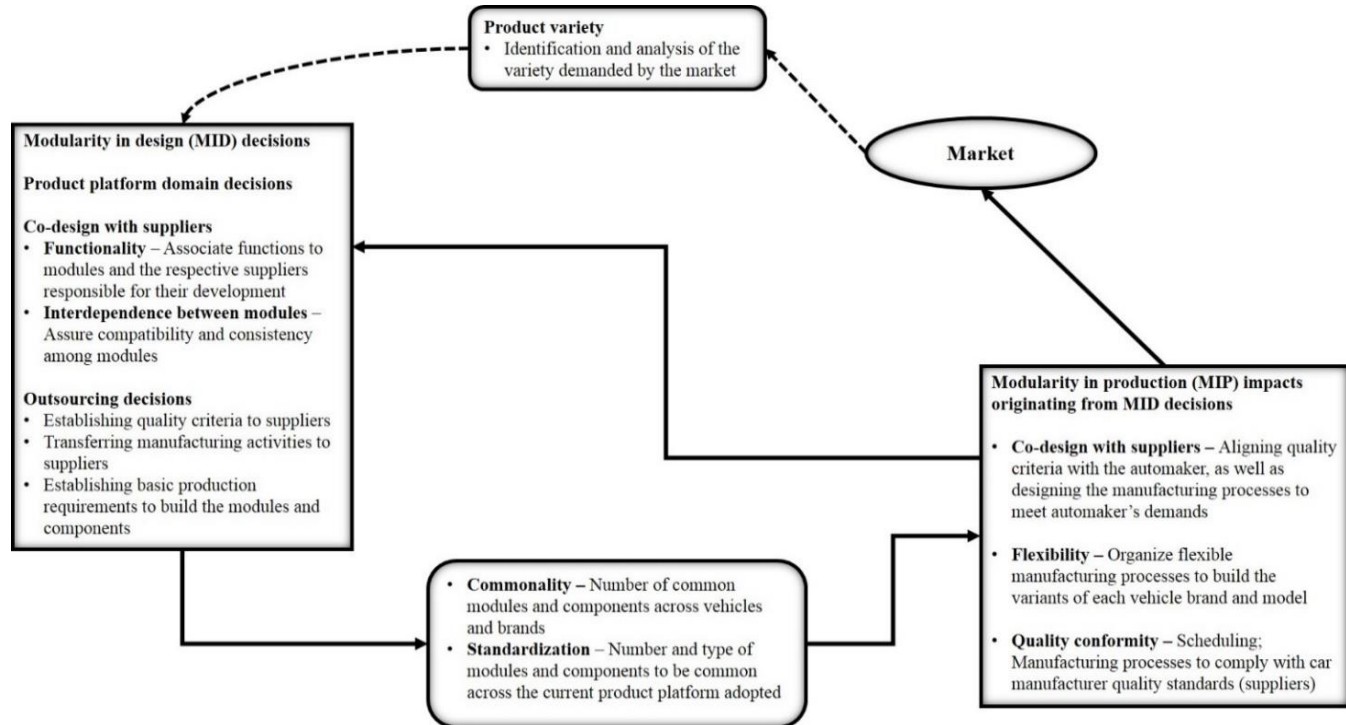 Product variety
• Identification and analysis of the
variety demanded by the market
Market
Modularity in design (MID) decisions
Product platform domain decisions
Co-design with suppliers
• Functionality – Associate functions to
modules and the respective suppliers
responsible for their development
• Interdependence between modules –
Assure compatibility and consistency
among modules
Outsourcing decisions
• Establishing quality criteria to suppliers
• Transferring manufacturing activities to
suppliers
• Establishing basic production
requirements to build the modules and
components
• Commonality – Number of common
modules and components across vehicles
and brands
• Standardization – Number and type of
modules and components to be common
across the current product platform adopted
Modularity in production (MIP) impacts
originating from MID decisions
• Co-design with suppliers – Aligning quality
criteria with the automaker, as well as
designing the manufacturing processes to
meet automaker’s demands
• Flexibility – Organize flexible
manufacturing processes to build the
variants of each vehicle brand and model
• Quality conformity – Scheduling;
Manufacturing processes to comply with car
manufacturer quality standards (suppliers)